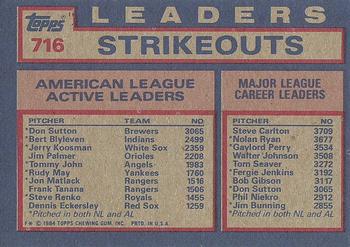 LEADERS
TOPPS
716
STRIKEOUTS
AMERICAN LEAGUE
ACTIVE LEADERS
PITCHER TEAM NO
*Don Sutton Brewers 3065
*Bert Blyleven Indians 2499
*Jerry Koosman White Sox 2359
Jim Palmer Orioles 2208
*Tommy John Angels 1983
*Rudy May Yankees 1760
*Jon Matlack Rangers 1516
Frank Tanana Rangers 1506
*Steve Renko Royals 1455
Dennis Eckersley Red Sox 1259
*Pitched in both NL and AL
MAJOR LEAGUE
CAREER LEADERS
PITCHER NO
Steve Carlton 3709
*Nolan Ryan 3677
*Gaylord Perry 3534
Walter Johnson 3508
Tom Seaver 3272
*Fergie Jenkins 3192
Bob Gibson 3117
*Don Sutton 3065
Phil Niekro 2912
*Jim Bunning 2855
*Pitched in both NL and AL
© 1984 TOPPS CHEWING GUM, INC. PRTD. IN U.S.A.